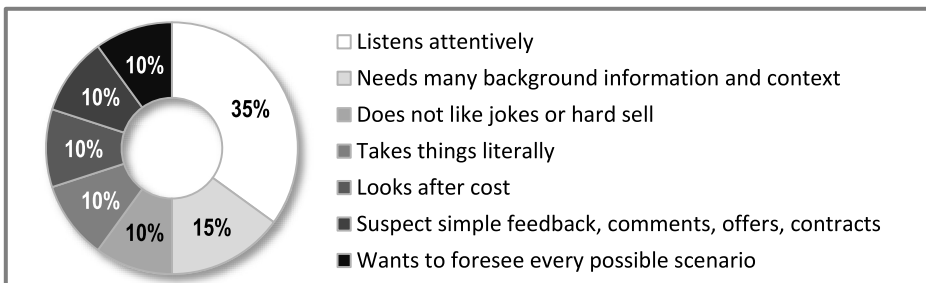 10%
35%
10%
10%
10%
10%
15%
Listens attentively
Needs many background information and context
Does not like jokes or hard sell
Takes things literally
Looks after cost
Suspect simple feedback, comments, offers, contracts
Wants to foresee every possible scenario